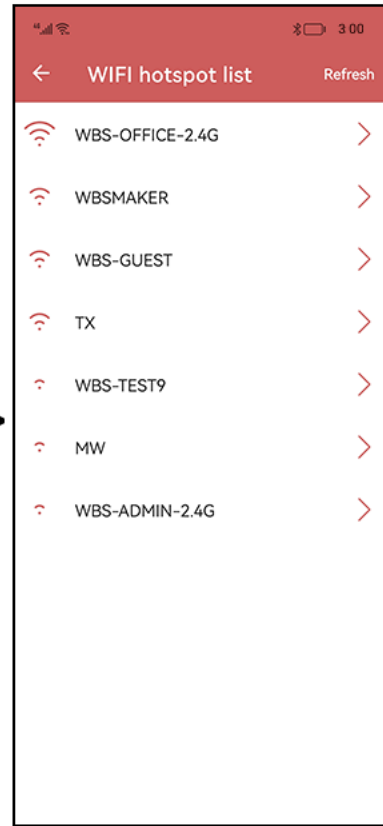 3:00
WIFI hotspot list Refresh
WBS-OFFICE-2.4G
WBSMAKER
WBS-GUEST
TX
WBS-TEST9
MW
WBS-ADMIN-2.4G